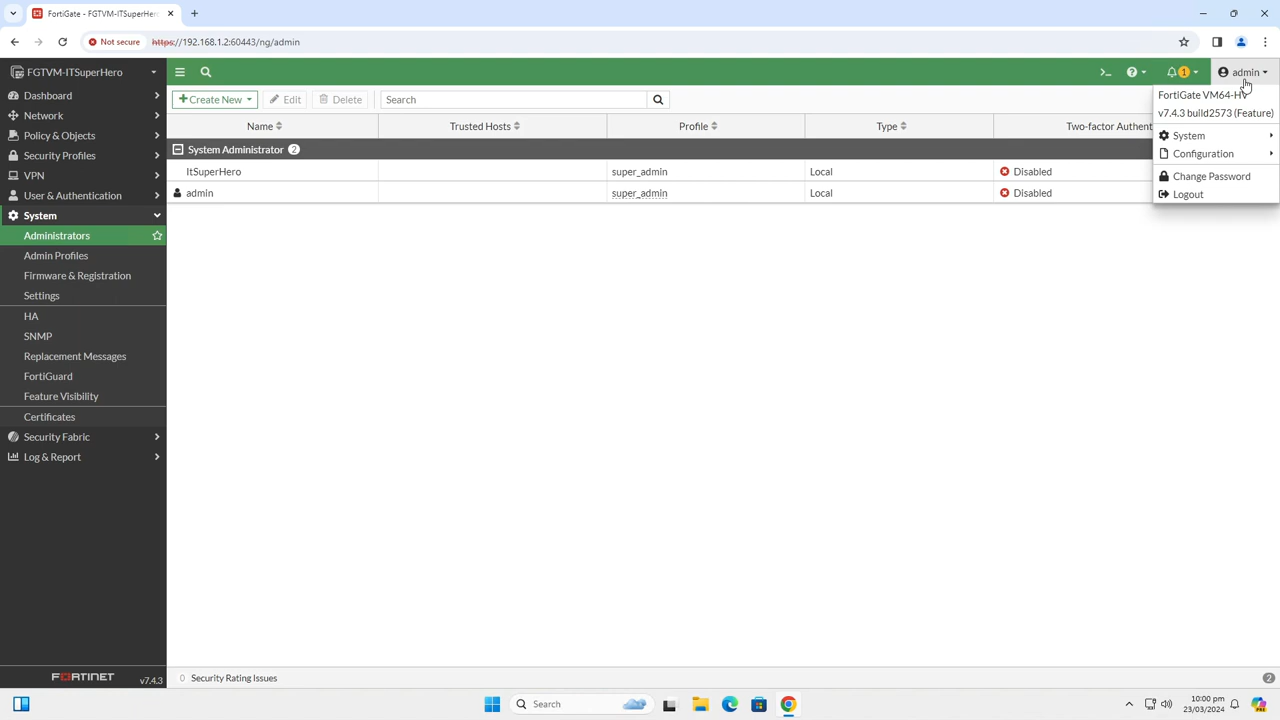 FortiGate - FGTVM-ITSuperHero
Not secure
https://192.168.1.2:60443/ng/admin
FGTVM-ITSuperHero
admin
Dashboard
Network
Policy & Objects
Security Profiles
VPN
User & Authentication
System
Administrators
Admin Profiles
Firmware & Registration
Settings
HA
SNMP
Replacement Messages
FortiGuard
Feature Visibility
Certificates
Security Fabric
Log & Report
FORTINET
v7.4.3
Create New
Edit
Delete
Search
Name Trusted Hosts Profile Type Two-factor Authent
System Administrator 2
ItSuperHero super_admin Local Disabled
admin super_admin Local Disabled
1
FortiGate VM64-HV
v7.4.3 build2573 (Feature)
System
Configuration
Change Password
Logout
0 Security Rating Issues
2
Search
10:00 pm
23/03/2024